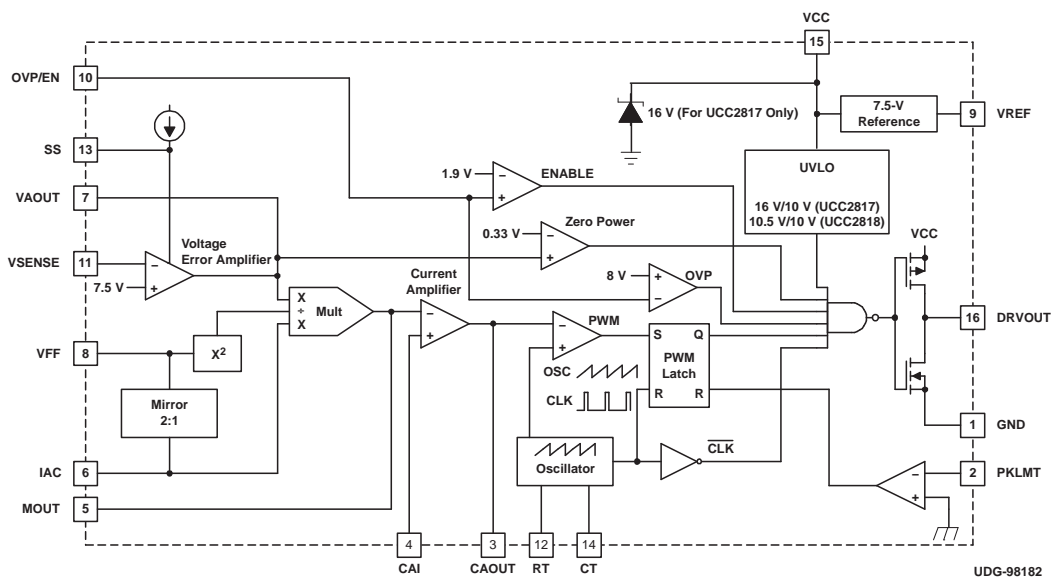 VCC
15
OVP/EN
10
16 V (For UCC2817 Only)
7.5-V
Reference
9
VREF
SS
13
1.9 V
−
+
ENABLE
UVLO
16 V/10 V (UCC2817)
10.5 V/10 V (UCC2818)
VAOUT
7
Zero Power
0.33 V
−
+
VCC
VSENSE
11
Voltage
Error Amplifier
−
+
7.5 V
8 V
+
−
OVP
Current
Amplifier
X
÷
X
Mult
−
+
−
+
PWM
16
DRVOUT
VFF
8
X2
S
Q
PWM
Latch
R
R
OSC
CLK
Mirror
2:1
1
GND
CLK
Oscillator
IAC
6
2
PKLMT
−
+
MOUT
5
4
3
12
14
CAI
CAOUT
RT
CT
UDG-98182